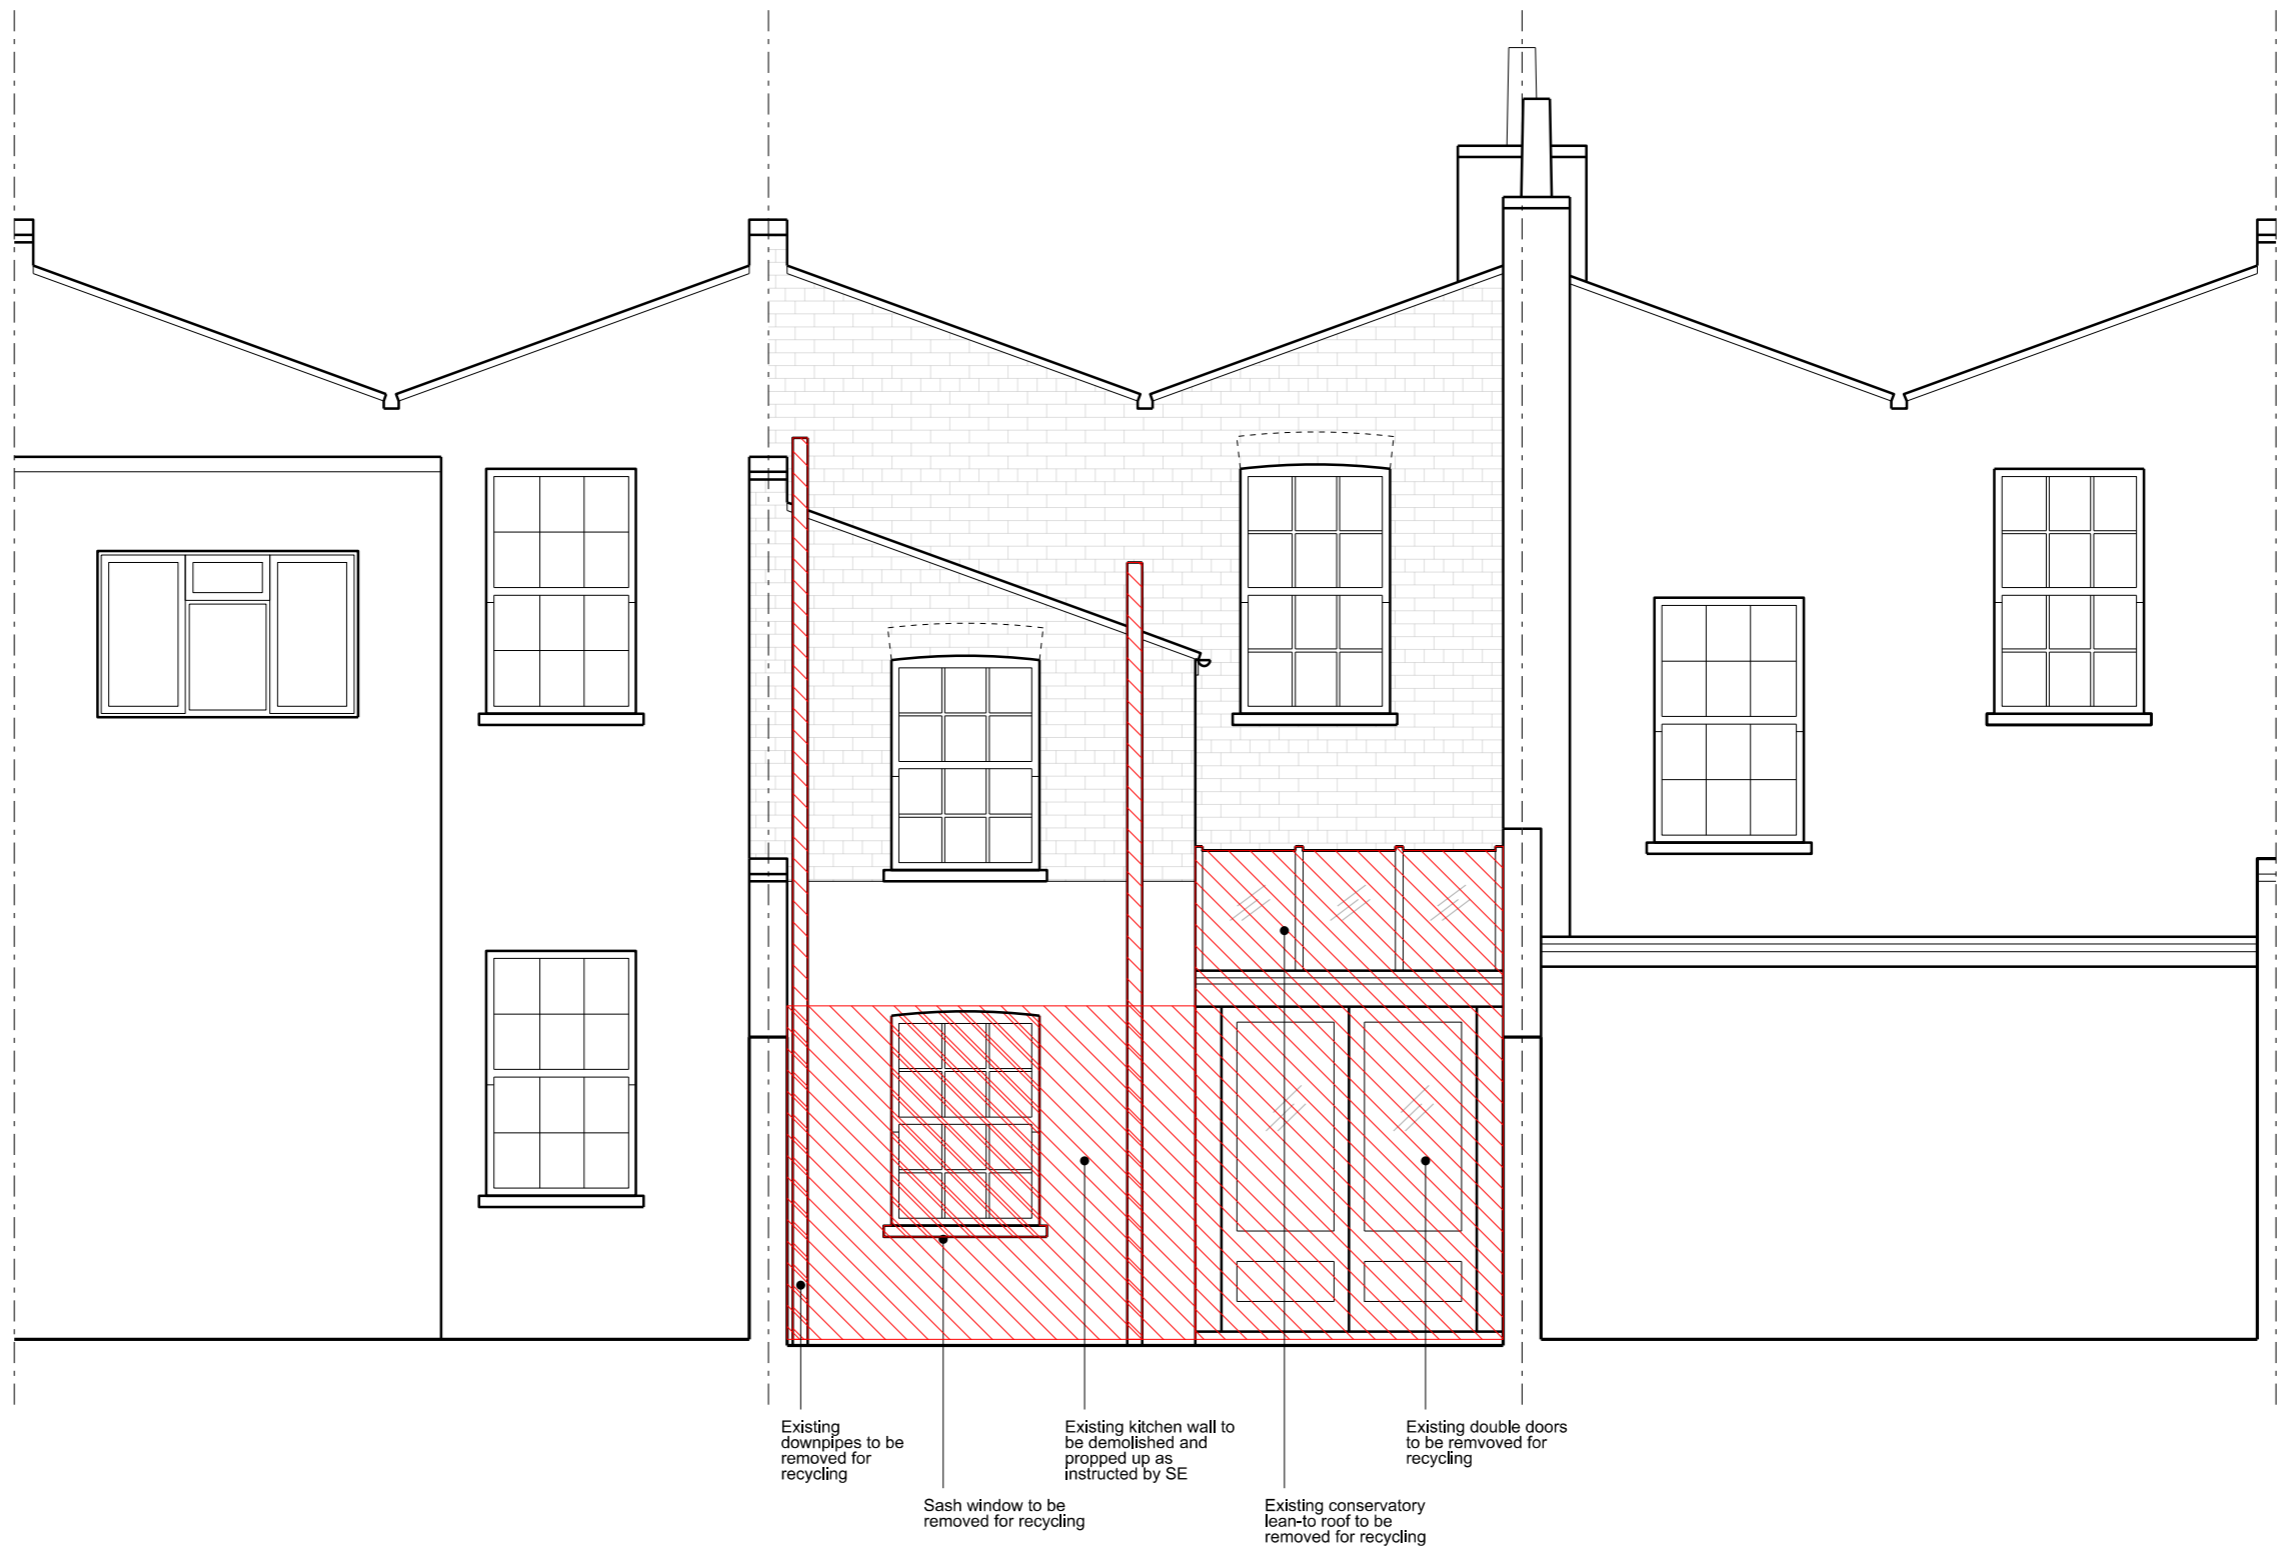 Existing
downpipes to be
removed for
recycling
Sash window to be
removed for recycling
Existing kitchen wall to
be demolished and
propped up as
instructed by SE
Existing conservatory
lean-to roof to be
removed for recycling
Existing double doors
to be remvoved for
recycling